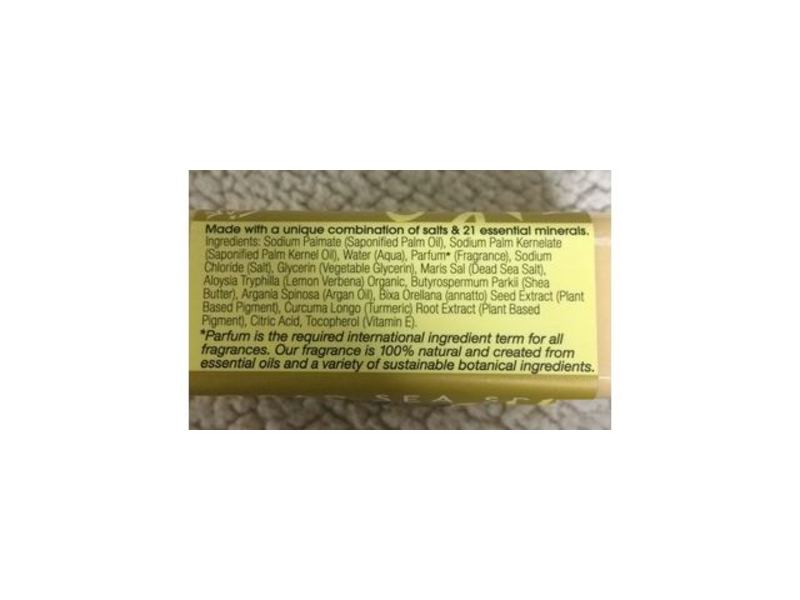 Made with a unique combination of salts & 21 essential minerals.
Ingredients: Sodium Palmate (Saponified Palm Oil), Sodium Palm Kernelate
(Saponified Palm Kernel Oil), Water (Aqua), Parfum* (Fragrance), Sodium
Chloride (Salt), Glycerin (Vegetable Glycerin), Maris Sal (Dead Sea Salt),
Aloysia Tryphilla (Lemon Verbena) Organic, Butyrospermum Parkii (Shea
Butter), Argania Spinosa (Argan Oil), Bixa Orellana (annatto) Seed Extract (Plant
Based Pigment), Curcuma Longo (Turmeric) Root Extract (Plant Based
Pigment), Citric Acid, Tocopherol (Vitamin E).
*Parfum is the required international ingredient term for all
fragrances. Our fragrance is 100% natural and created from
essential oils and a variety of sustainable botanical ingredients.
SEA